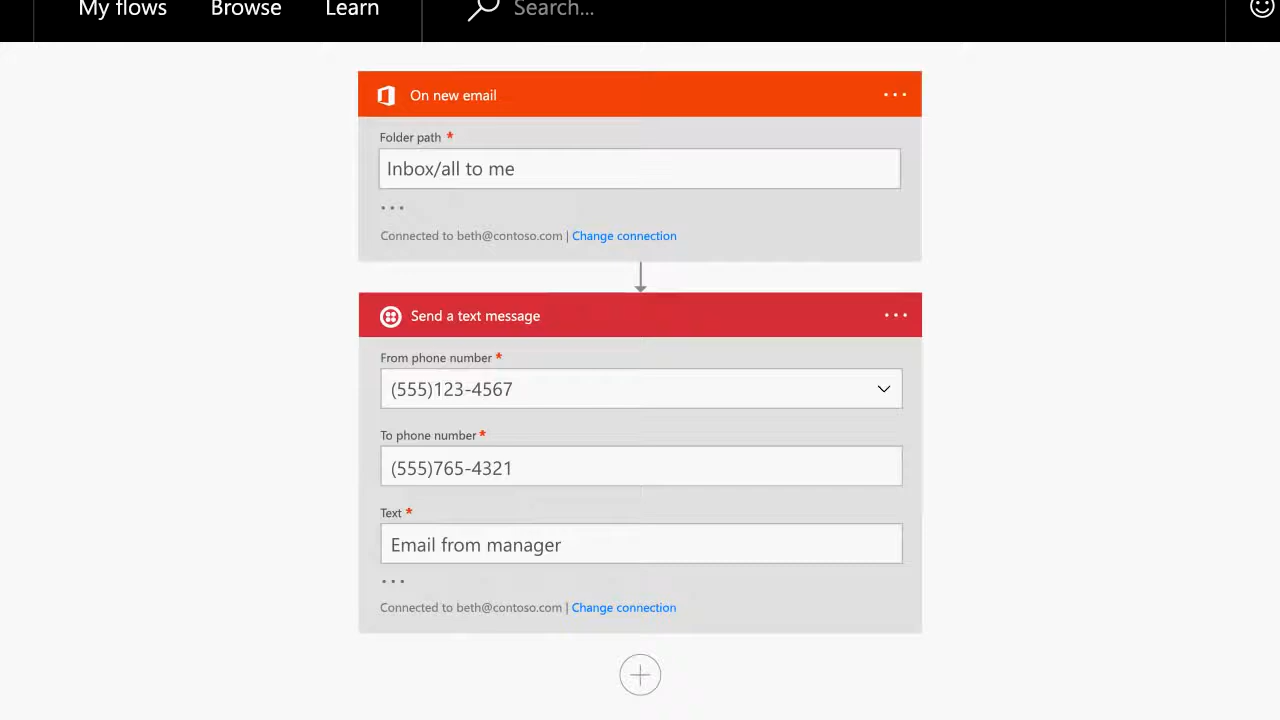 My flows Browse Learn Search...
On new email ...
Folder path *
Inbox/all to me
...
Connected to beth@contoso.com | Change connection
Send a text message ...
From phone number *
(555)123-4567
To phone number *
(555)765-4321
Text *
Email from manager
...
Connected to beth@contoso.com | Change connection